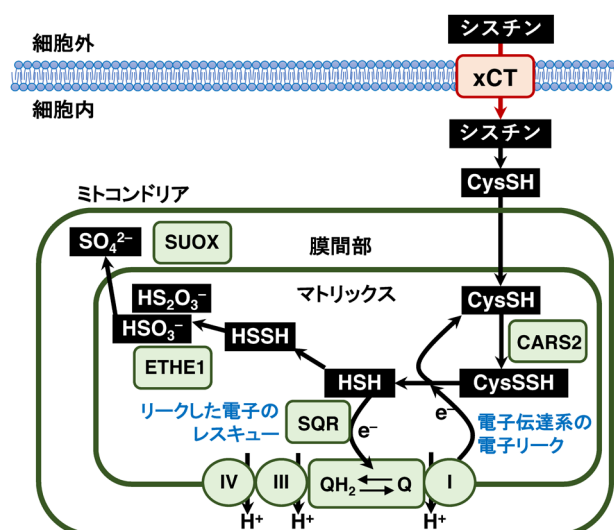 シスチン
細胞外
xCT
細胞内
シスチン
CysSH
ミトコンドリア
SO₄²⁻
SUOX
膜間部
マトリックス
HS₂O₃⁻
HSO₃⁻
HSSH
CysSH
CARS2
ETHE1
HSH
CysSSH
リークした電子の
レスキュー
SQR
e⁻
e⁻
電子伝達系の
電子リーク
IV
III
QH₂
Q
I
H⁺
H⁺
H⁺